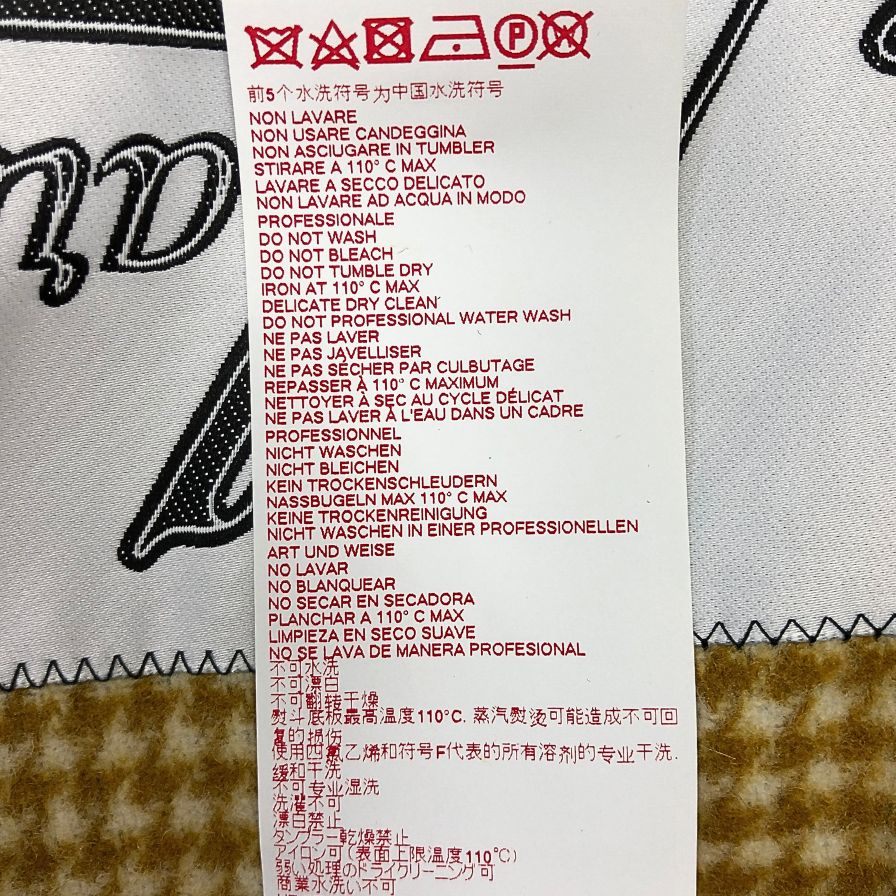 P W
前5个水洗符号为中国水洗符号
NON LAVARE
NON USARE CANDEGGINA
NON ASCIUGARE IN TUMBLER
STIRARE A 110° C MAX
LAVARE A SECCO DELICATO
NON LAVARE AD ACQUA IN MODO
PROFESSIONALE
DO NOT WASH
DO NOT BLEACH
DO NOT TUMBLE DRY
IRON AT 110° C MAX
DELICATE DRY CLEAN
DO NOT PROFESSIONAL WATER WASH
NE PAS LAVER
NE PAS JAVELLISER
NE PAS SÉCHER PAR CULBUTAGE
REPASSER À 110° C MAXIMUM
NETTOYER À SEC AU CYCLE DÉLICAT
NE PAS LAVER À L'EAU DANS UN CADRE
PROFESSIONNEL
NICHT WASCHEN
NICHT BLEICHEN
KEIN TROCKENSCHLEUDERN
NASSBUGELN MAX 110° C MAX
KEINE TROCKENREINIGUNG
NICHT WASCHEN IN EINER PROFESSIONELLEN
ART UND WEISE
NO LAVAR
NO BLANQUEAR
NO SECAR EN SECADORA
PLANCHAR A 110° C MAX
LIMPIEZA EN SECO SUAVE
NO SE LAVA DE MANERA PROFESIONAL
不可水洗
不可漂白
不可翻转干燥
熨斗底板最高温度110°C. 蒸汽熨烫可能造成不可回
复的损伤
使用四氯乙烯和符号F代表的所有溶剂的专业干洗.
缓和干洗
不可专业湿洗
洗濯不可
漂白禁止
タンブラー乾燥禁止
アイロン可(表面上限温度110℃)
弱い処理のドライクリーニング可
商業水洗い不可